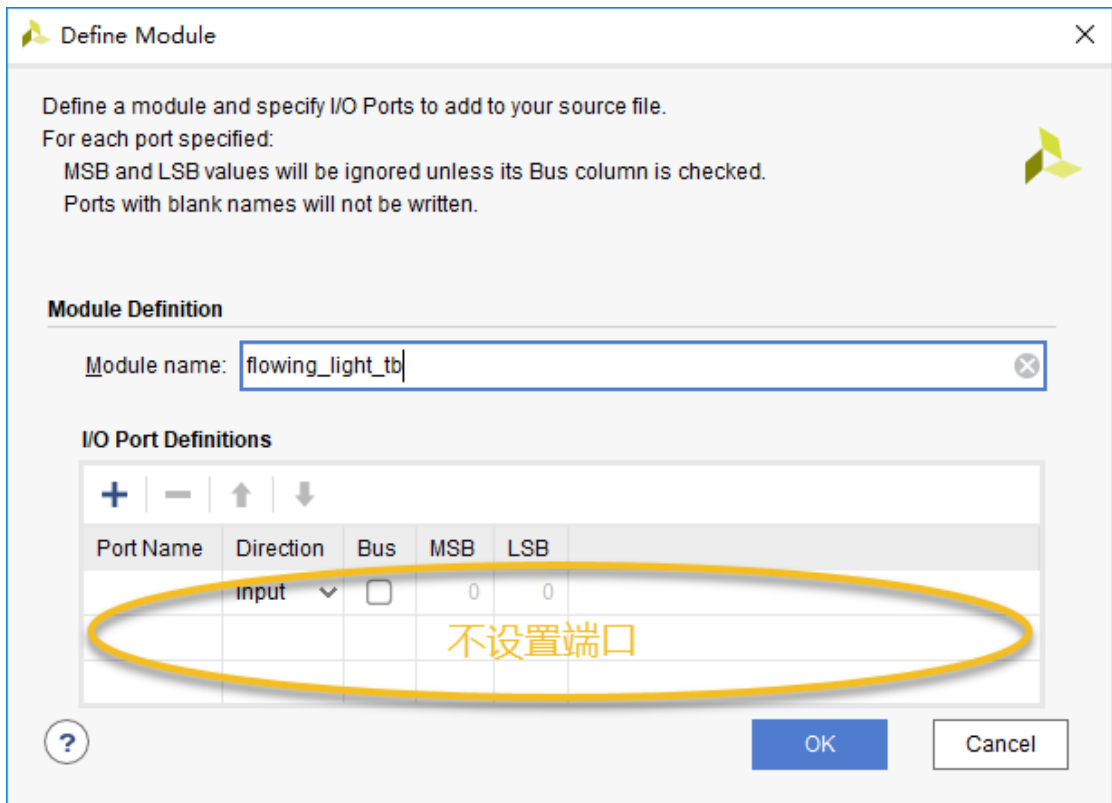 Define Module
Define a module and specify I/O Ports to add to your source file.
For each port specified:
MSB and LSB values will be ignored unless its Bus column is checked.
Ports with blank names will not be written.
Module Definition
Module name: flowing_light_tb
I/O Port Definitions
Port Name Direction Bus MSB LSB
input 0 0
不设置端口
? OK Cancel